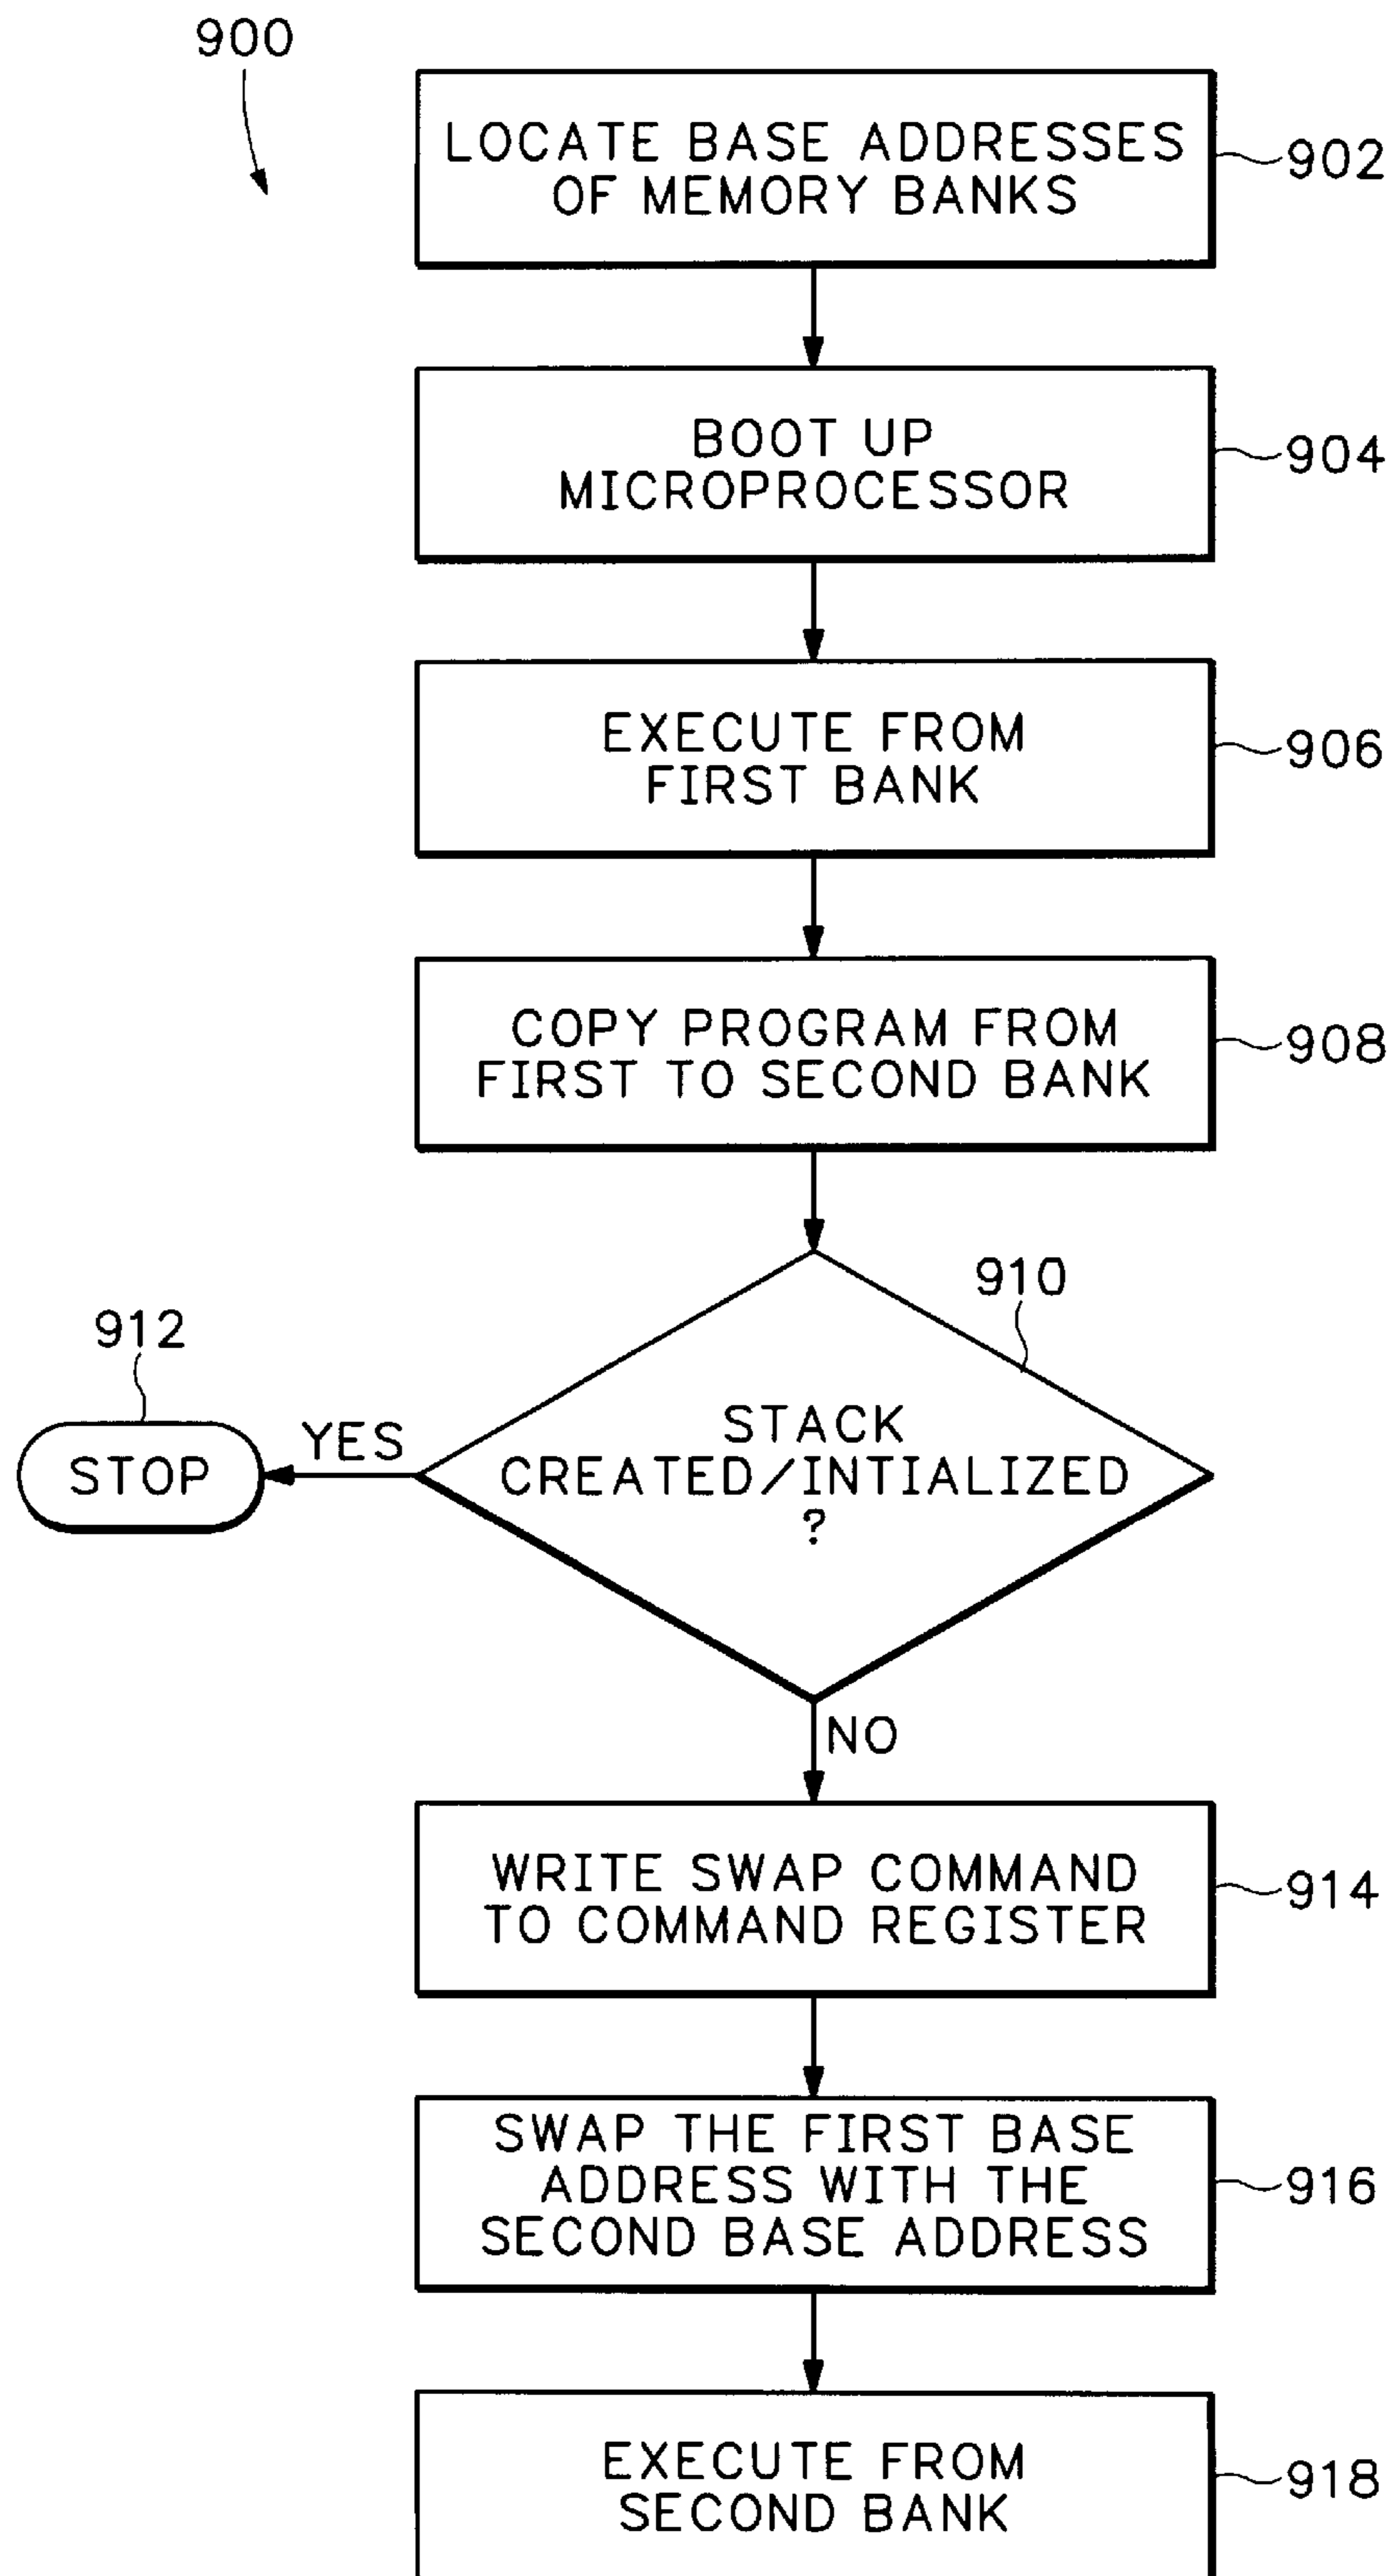 900
LOCATE BASE ADDRESSES
OF MEMORY BANKS
902
BOOT UP
MICROPROCESSOR
904
EXECUTE FROM
FIRST BANK
906
COPY PROGRAM FROM
FIRST TO SECOND BANK
908
910
912
STACK
CREATED/INTIALIZED
?
YES
STOP
NO
WRITE SWAP COMMAND
TO COMMAND REGISTER
914
SWAP THE FIRST BASE
ADDRESS WITH THE
SECOND BASE ADDRESS
916
EXECUTE FROM
SECOND BANK
918